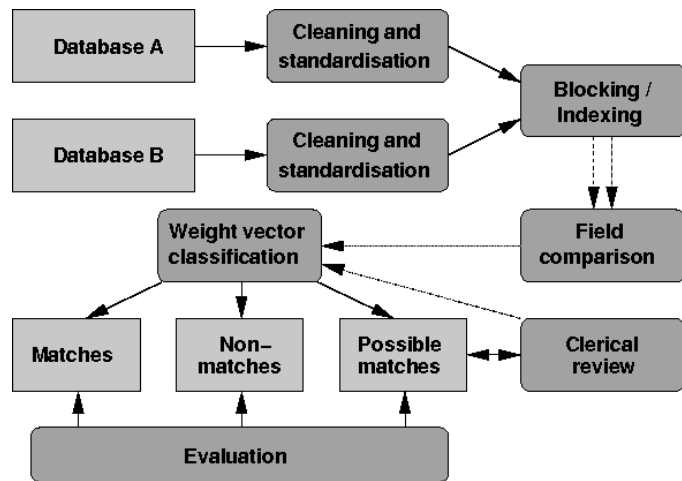 Database A
Cleaning and
standardisation
Blocking /
Indexing
Database B
Cleaning and
standardisation
Weight vector
classification
Field
comparison
Matches
Non-
matches
Possible
matches
Clerical
review
Evaluation